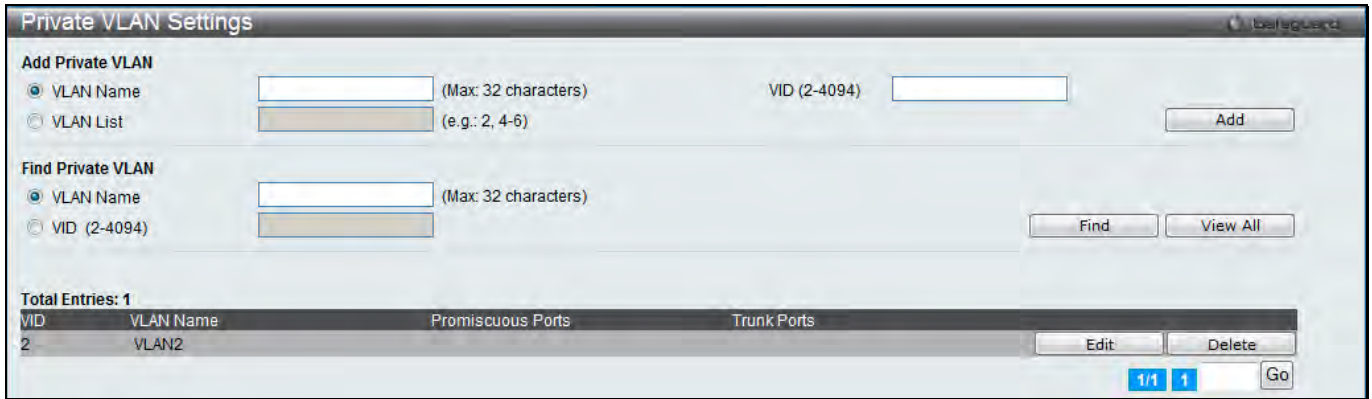 Private VLAN Settings
Add Private VLAN
VLAN Name (Max: 32 characters) VID (2-4094)
VLAN List (e.g.: 2, 4-6) Add
Find Private VLAN
VLAN Name (Max: 32 characters)
VID (2-4094) Find View All
Total Entries: 1
VID VLAN Name Promiscuous Ports Trunk Ports
2 VLAN2 Edit Delete
1/1 1 Go